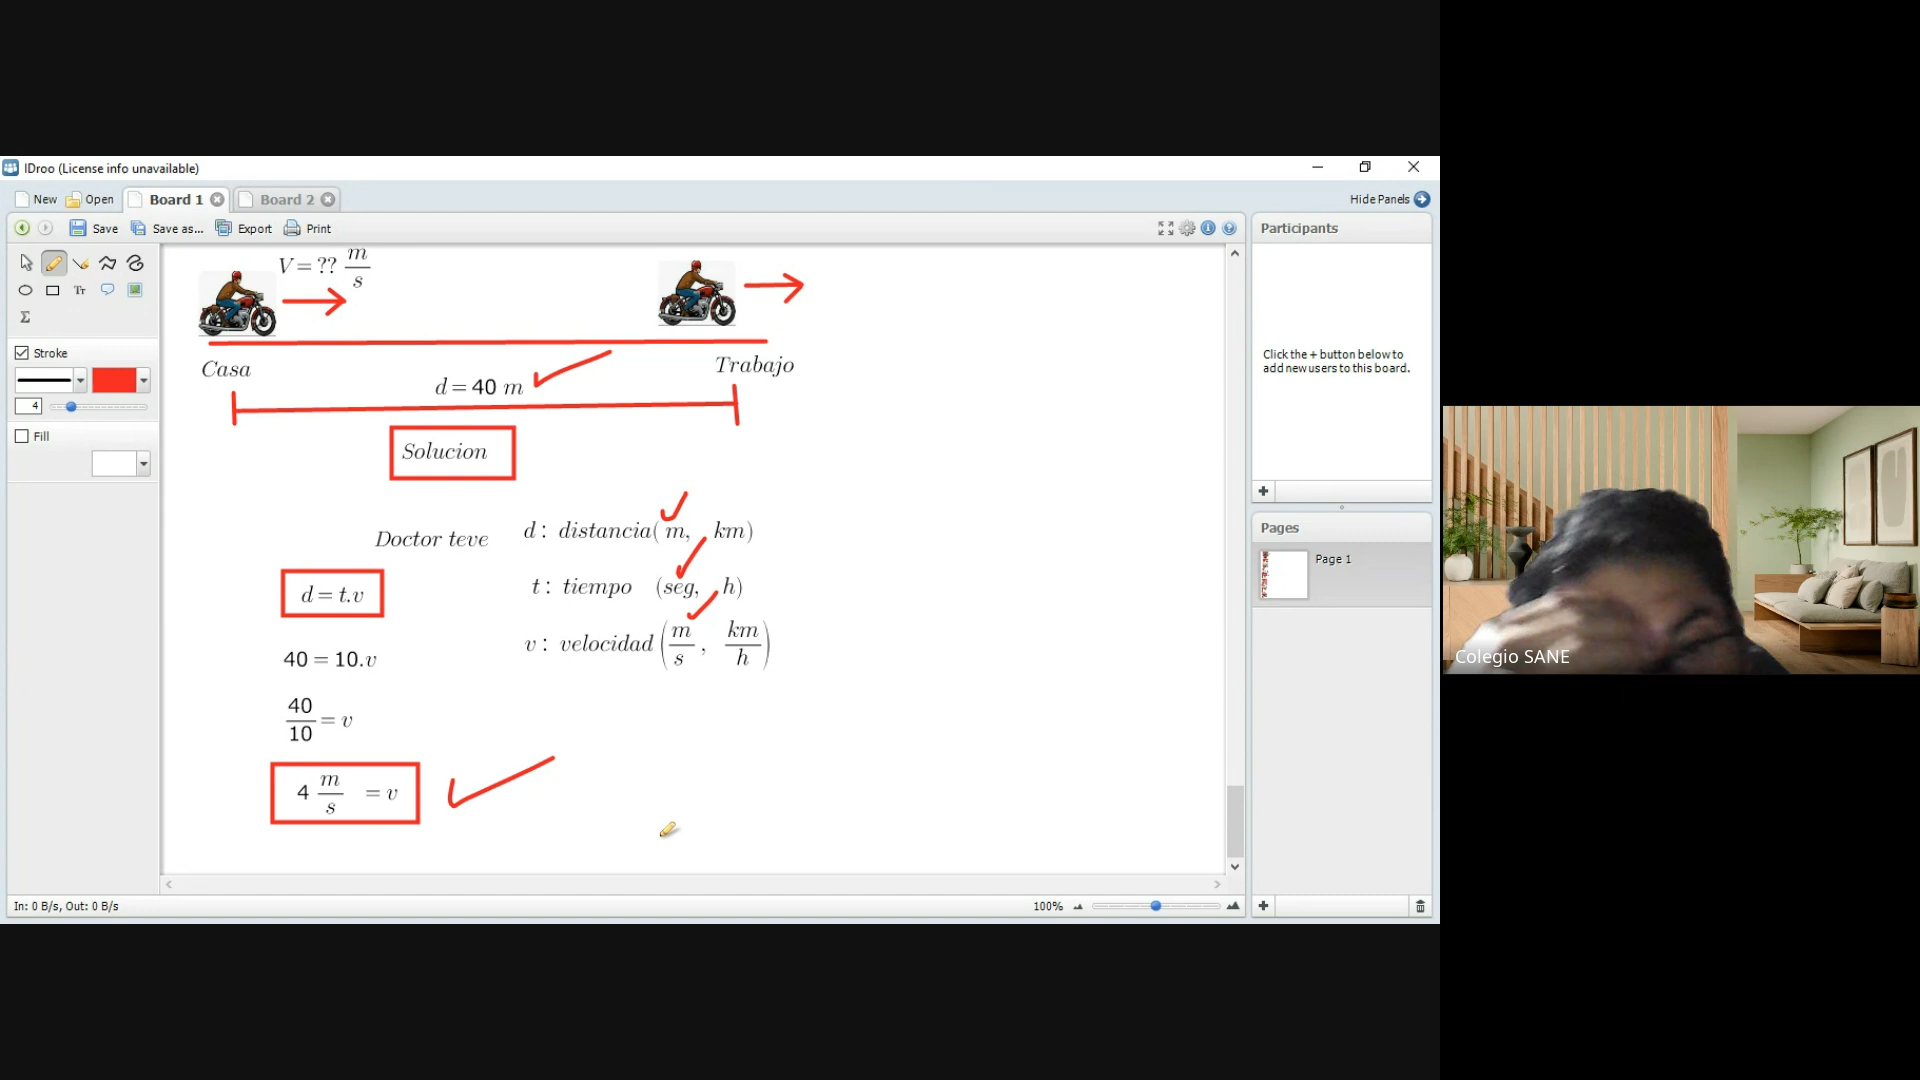 IDroo (License info unavailable)
New Open Board 1 Board 2 Hide Panels
Save Save as... Export Print
Participants
V = ?? m/s
Casa
Trabajo
d = 40 m
Solucion
Doctor teve
d : distancia( m, km)
t : tiempo (seg, h)
v : velocidad (m/s, km/h)
d = t.v
40 = 10.v
40/10 = v
4 m/s = v
Σ
Tr
Stroke
4
Fill
Click the + button below to
add new users to this board.
Pages
Page 1
Colegio SANE
In: 0 B/s, Out: 0 B/s
100%